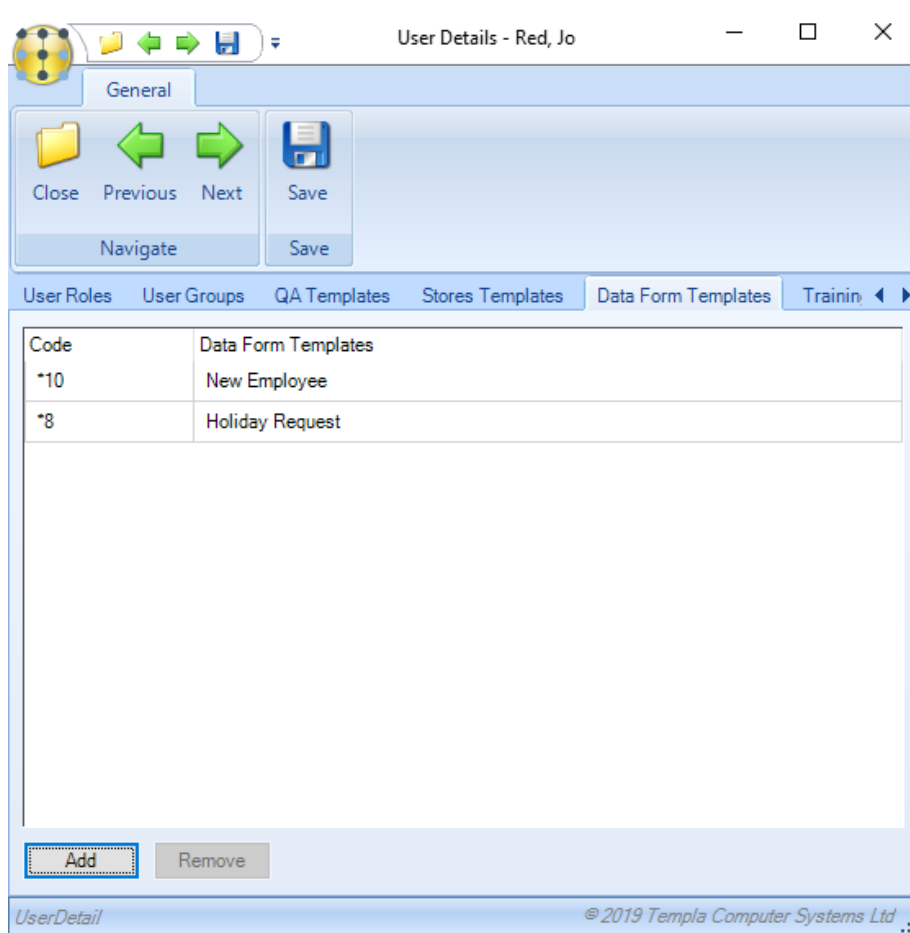 User Details - Red, Jo
General
Close Previous Next Save
Navigate Save
User Roles User Groups QA Templates Stores Templates Data Form Templates Trainin
Code Data Form Templates
*10 New Employee
*8 Holiday Request
Add Remove
UserDetail © 2019 Templa Computer Systems Ltd